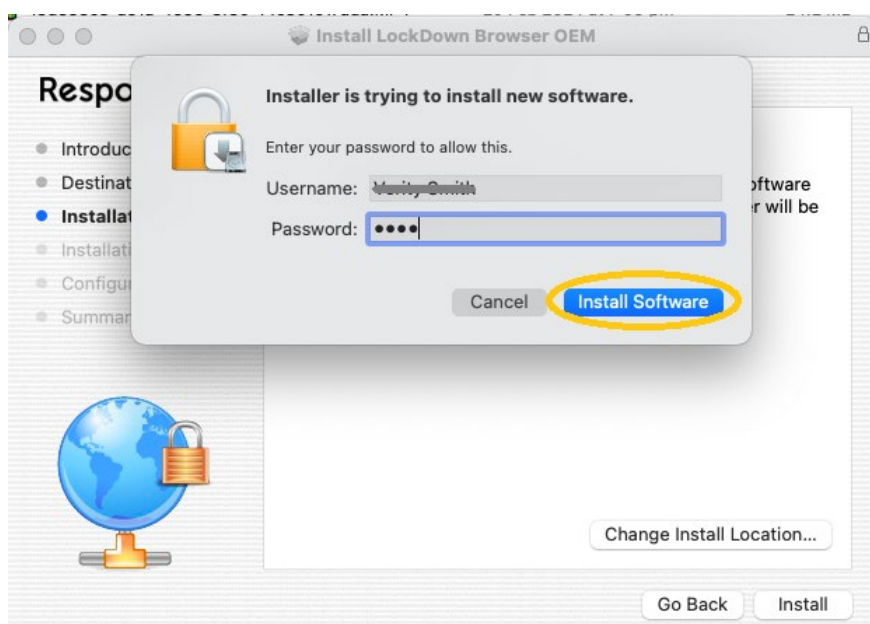 Install LockDown Browser OEM
Respo
Installer is trying to install new software.
Introduc
Enter your password to allow this.
Destinat
Username: Verity Smith
oftware
Installat
r will be
Password: ••••
Installati
Configu
Cancel Install Software
Summar
Change Install Location...
Go Back Install